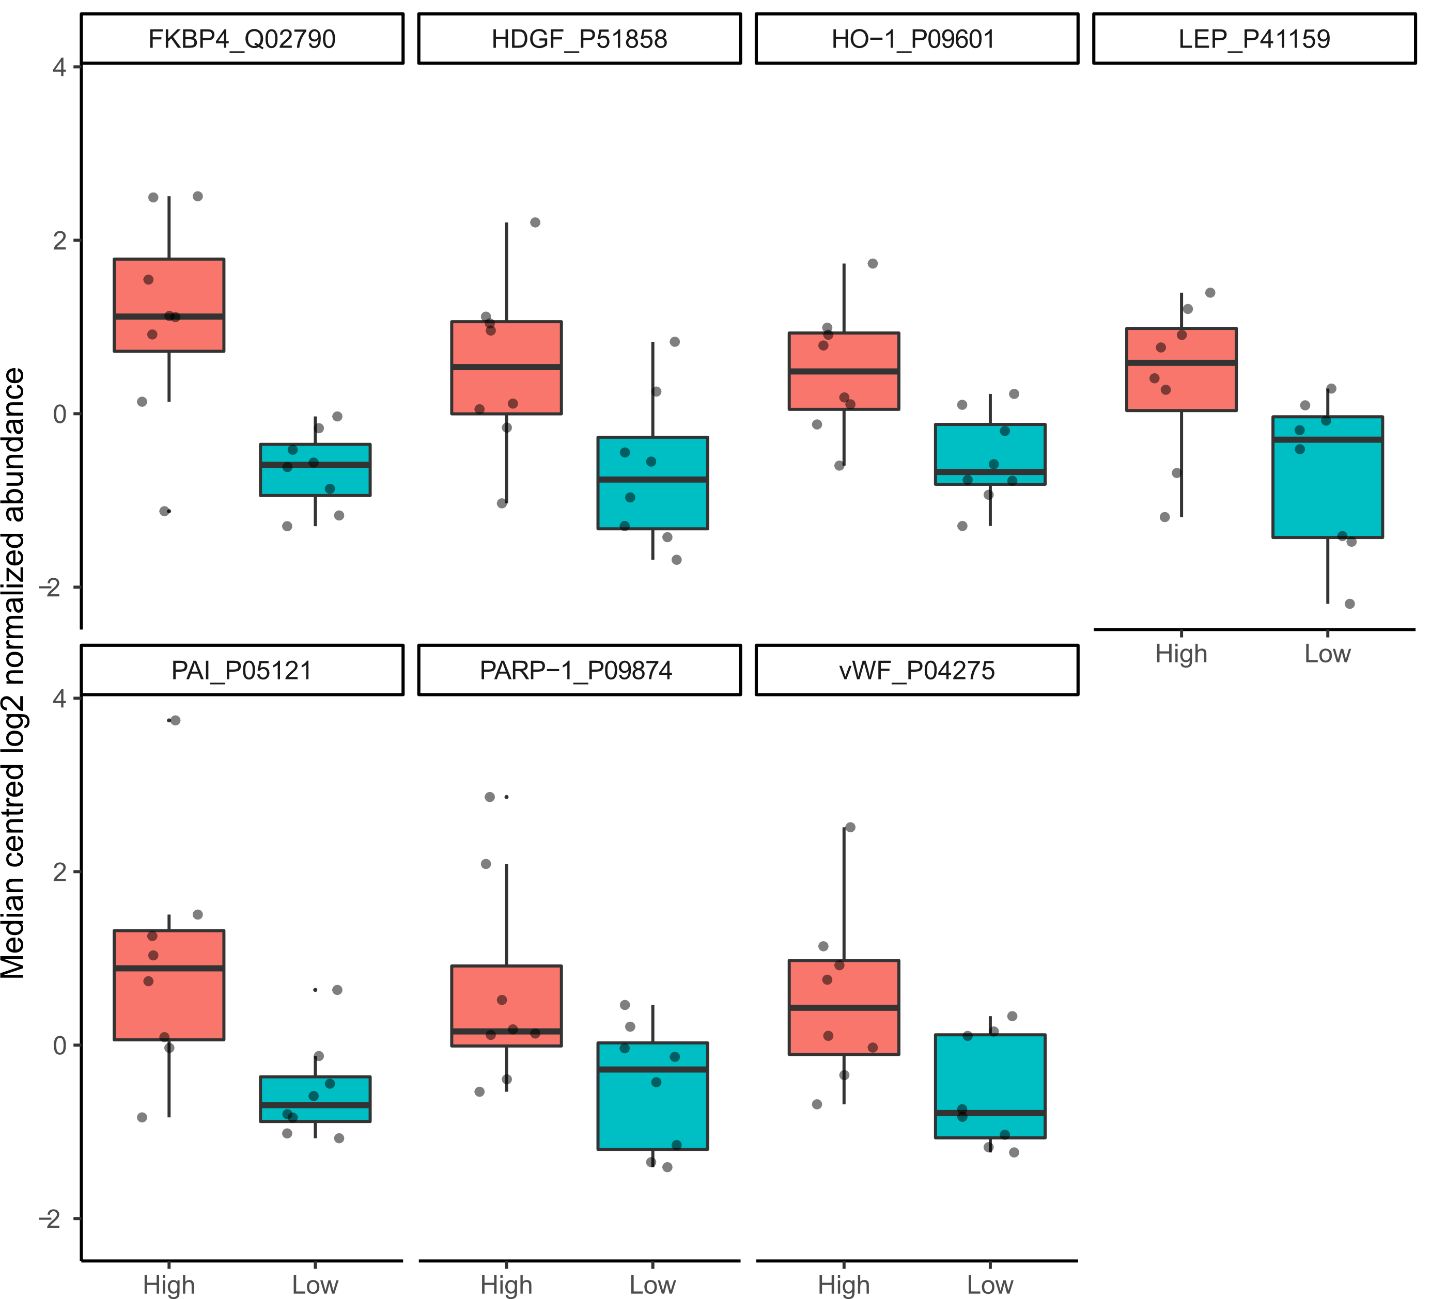 FKBP4_Q02790
HDGF_P51858
HO−1_P09601
LEP_P41159
4
2
0
−2
High
Low
Median centred log2 normalized abundance
PAI_P05121
PARP−1_P09874
vWF_P04275
4
2
0
−2
High
Low
High
Low
High
Low